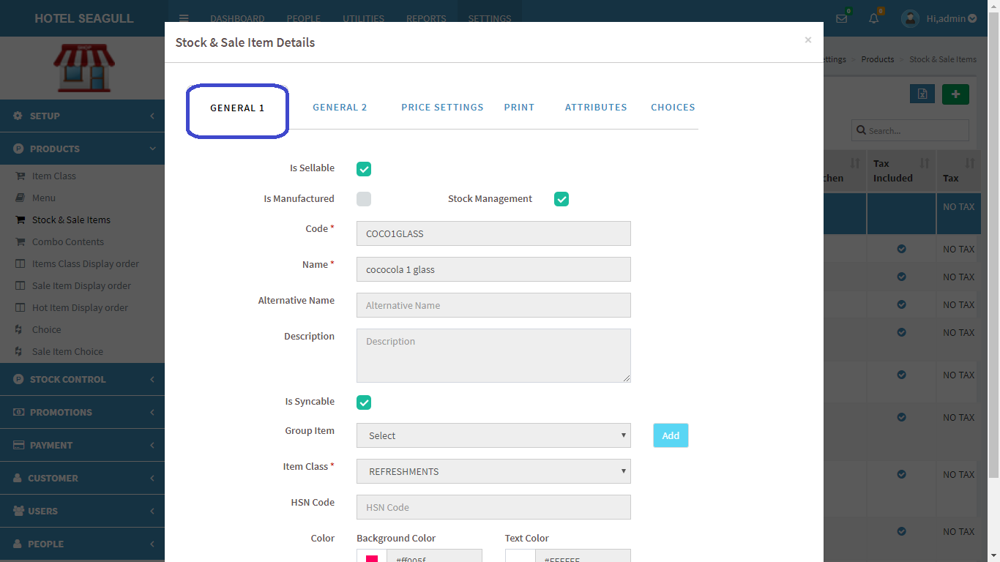 HOTEL SEAGULL
DASHBOARD PEOPLE UTILITIES REPORTS SETTINGS
0 0 Hi,admin
SHOP
Stock & Sale Item Details ×
ettings > Products > Stock & Sale Items
SETUP
PRODUCTS
Item Class
Menu
Stock & Sale Items
Combo Contents
Items Class Display order
Sale Item Display order
Hot Item Display order
Choice
Sale Item Choice
STOCK CONTROL
PROMOTIONS
PAYMENT
CUSTOMER
USERS
PEOPLE
GENERAL 1 GENERAL 2 PRICE SETTINGS PRINT ATTRIBUTES CHOICES
Is Sellable
Is Manufactured Stock Management
Code * COCO1GLASS
Name * cococola 1 glass
Alternative Name Alternative Name
Description Description
Is Syncable
Group Item Select Add
Item Class * REFRESHMENTS
HSN Code HSN Code
Color Background Color Text Color
#ff005f #FFFFFF
Search...
chen Tax Included Tax
NO TAX
NO TAX
NO TAX
NO TAX
NO TAX
NO TAX
NO TAX
NO TAX
NO TAX